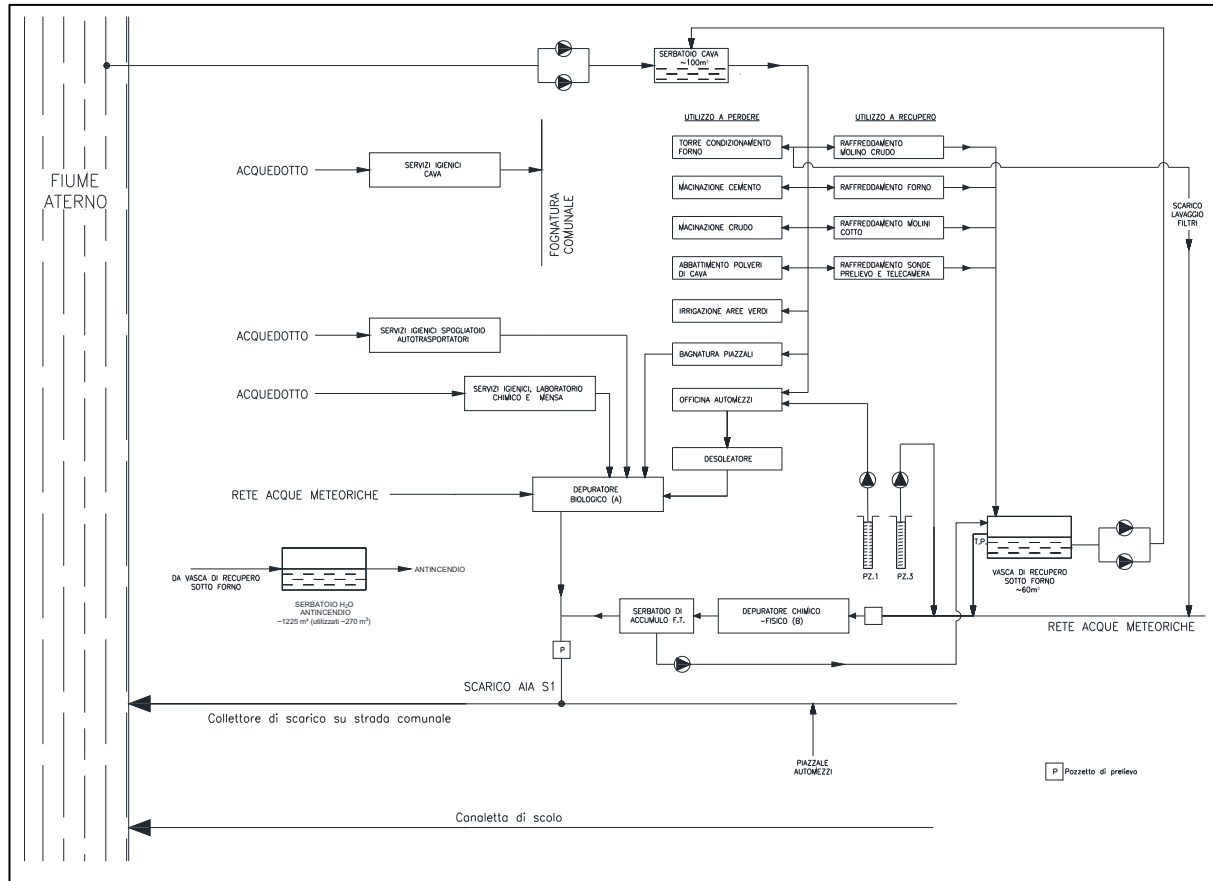 SERBATOIO CAVA
~100m³
UTILIZZO A PERDERE
UTILIZZO A RECUPERO
TORRE CONDIZIONAMENTO
FORNO
RAFFREDDAMENTO
MOLINO CRUDO
FIUME
ATERNO
ACQUEDOTTO
SERVIZI IGIENICI
CAVA
FOGNATURA
COMUNALE
MACINAZIONE CEMENTO
RAFFREDDAMENTO FORNO
SCARICO
LAVAGGIO
FILTRI
MACINAZIONE CRUDO
RAFFREDDAMENTO MOLINI
COTTO
ABBATTIMENTO POLVERI
DI CAVA
RAFFREDDAMENTO SONDE
PRELIEVO E TELECAMERA
IRRIGAZIONE AREE VERDI
ACQUEDOTTO
SERVIZI IGIENICI SPOGLIATOIO
AUTOTRASPORTATORI
BAGNATURA PIAZZALI
ACQUEDOTTO
SERVIZI IGIENICI, LABORATORIO
CHIMICO E MENSA
OFFICINA AUTOMEZZI
DESOLEATORE
RETE ACQUE METEORICHE
DEPURATORE
BIOLOGICO (A)
T.P.
PZ.1
PZ.3
VASCA DI RECUPERO
SOTTO FORNO
~60m³
DA VASCA DI RECUPERO
SOTTO FORNO
ANTINCENDIO
SERBATOIO H₂O
ANTINCENDIO
~1225 m³ (utilizzati ~270 m³)
SERBATOIO DI
ACCUMULO F.T.
DEPURATORE CHIMICO
-FISICO (B)
RETE ACQUE METEORICHE
P
SCARICO AIA S1
Collettore di scarico su strada comunale
PIAZZALE
AUTOMEZZI
P Pozzetto di prelievo
Canaletta di scolo